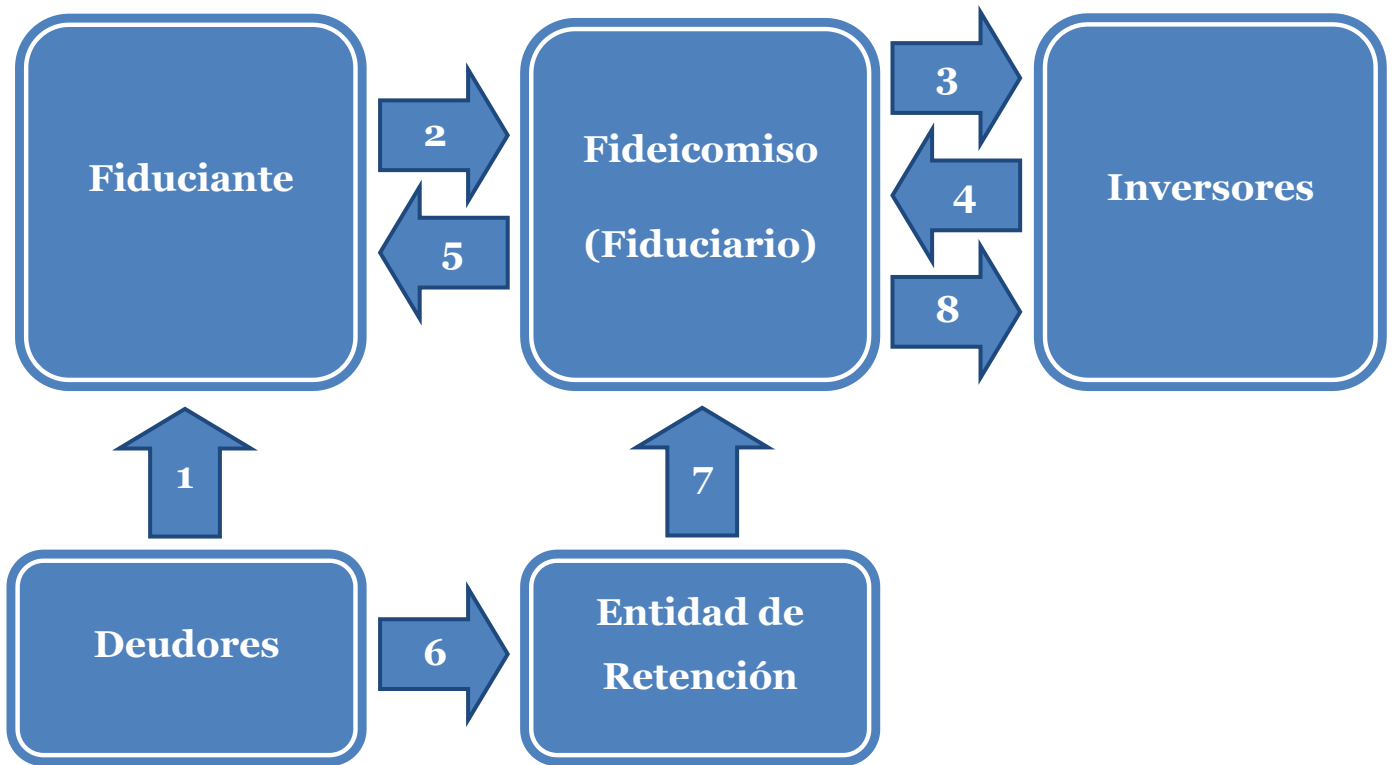 Fiduciante
2
5
Fideicomiso
(Fiduciario)
3
4
8
Inversores
1
7
Deudores
6
Entidad de
Retención